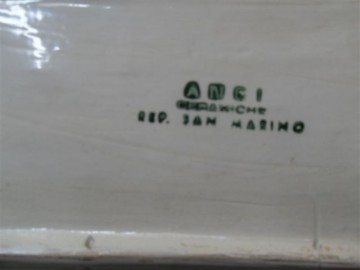 ANCI
CERAMICHE
REP. SAN MARINO